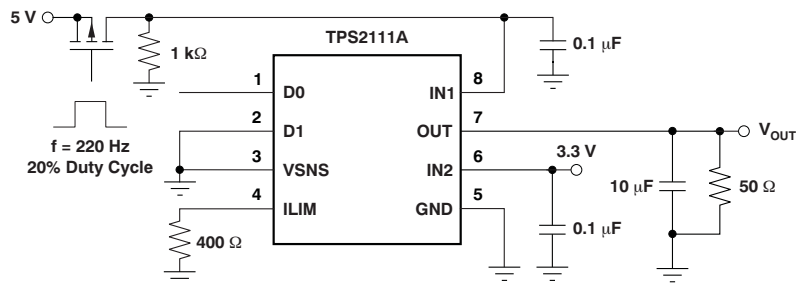 5 V
TPS2111A
1 kΩ
0.1 μF
1
D0
IN1
8
2
D1
OUT
7
VOUT
f = 220 Hz
20% Duty Cycle
3
VSNS
IN2
6
3.3 V
4
ILIM
GND
5
10 μF
50 Ω
400 Ω
0.1 μF